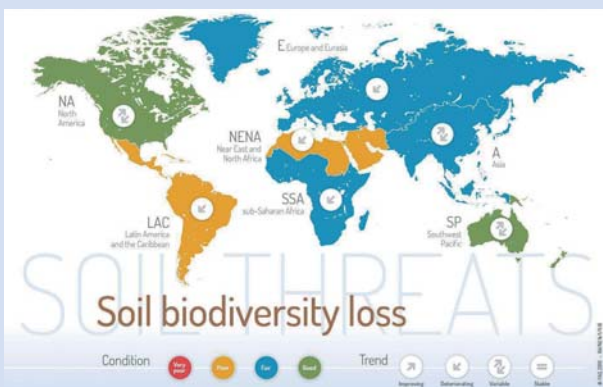 E Europe and Eurasia
NA
North
America
NENA
Near East and
North Africa
A
Asia
SSA
sub-Saharan Africa
LAC
Latin America
and the Caribbean
SP
Southwest
Pacific
SOIL THREATS
Soil biodiversity loss
Condition
Very
poor
Poor
Fair
Good
Trend
Improving
Deteriorating
Variable
Stable